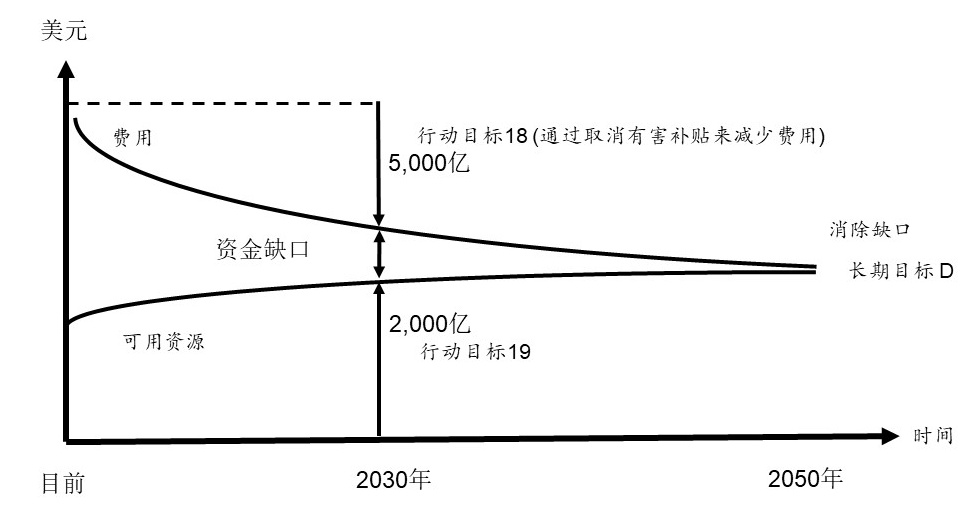 美元
费用
行动目标18 (通过取消有害补贴来减少费用)
5,000亿
资金缺口
消除缺口
长期目标 D
2,000亿
可用资源
行动目标19
时间
目前
2030年
2050年